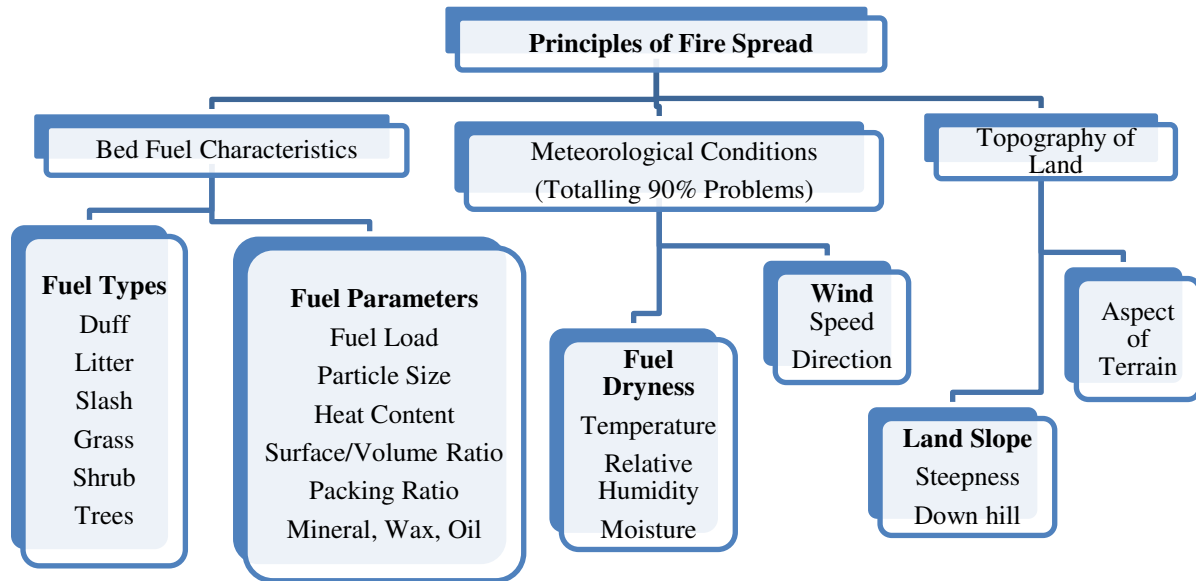 Principles of Fire Spread
Bed Fuel Characteristics
Meteorological Conditions
(Totalling 90% Problems)
Topography of
Land
Fuel Types
Duff
Litter
Slash
Grass
Shrub
Trees
Fuel Parameters
Fuel Load
Particle Size
Heat Content
Surface/Volume Ratio
Packing Ratio
Mineral, Wax, Oil
Fuel
Dryness
Temperature
Relative
Humidity
Moisture
Wind
Speed
Direction
Land Slope
Steepness
Down hill
Aspect
of
Terrain